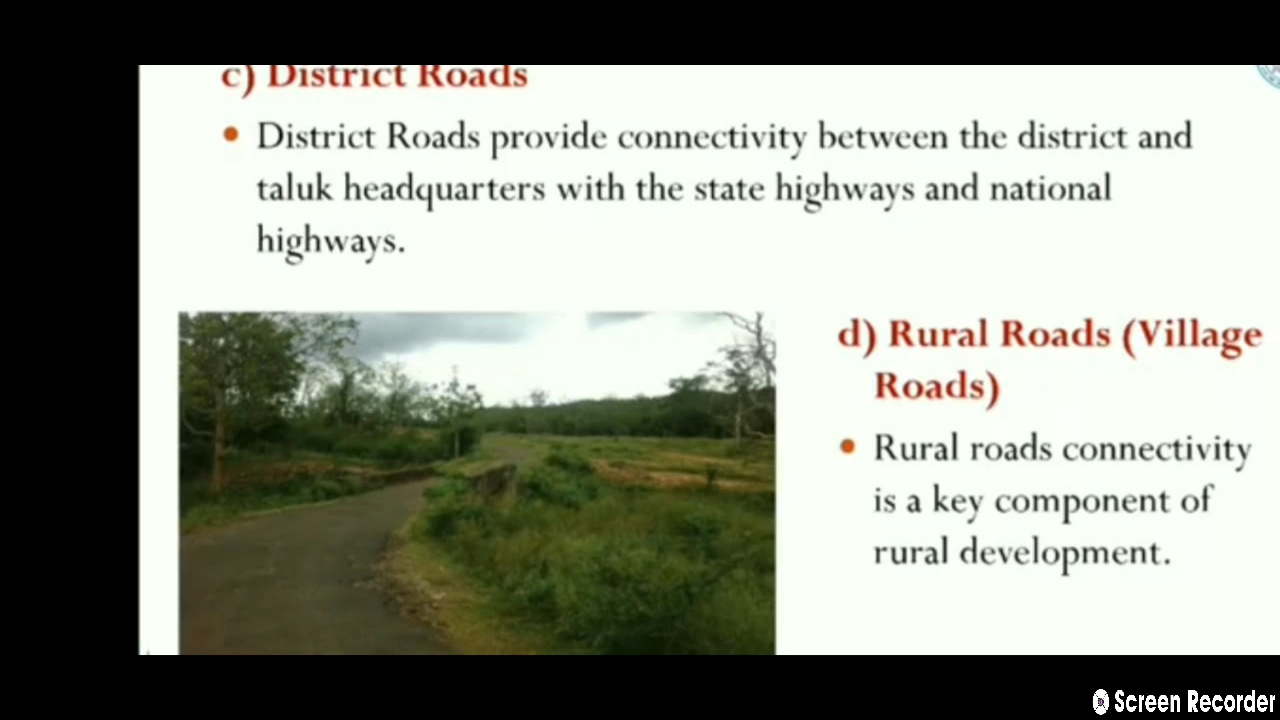 c) District Roads
• District Roads provide connectivity between the district and
taluk headquarters with the state highways and national
highways.
d) Rural Roads (Village
Roads)
• Rural roads connectivity
is a key component of
rural development.
Screen Recorder